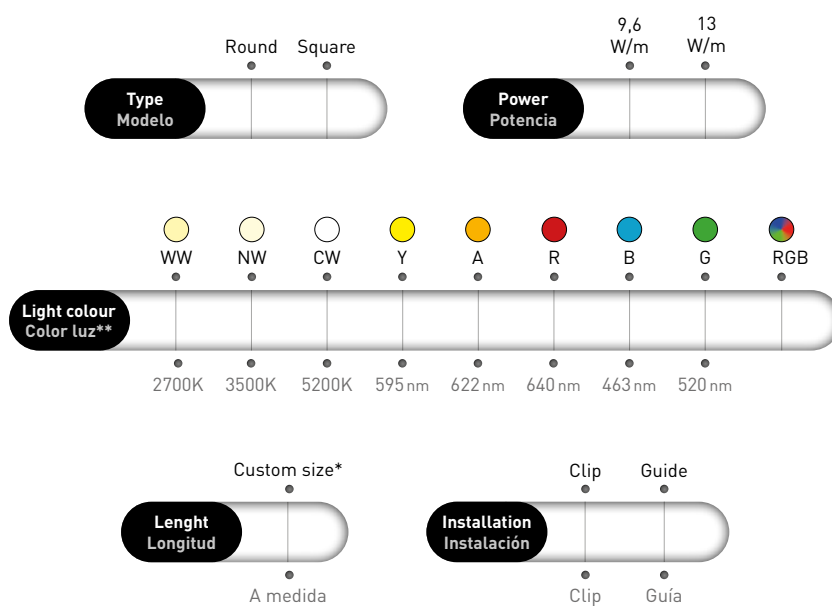 Round Square
Type
Modelo
9,6
W/m
13
W/m
Power
Potencia
WW NW CW Y A R B G RGB
Light colour
Color luz**
2700K 3500K 5200K 595 nm 622 nm 640 nm 463 nm 520 nm
Custom size*
Lenght
Longitud
A medida
Clip Guide
Installation
Instalación
Clip Guía